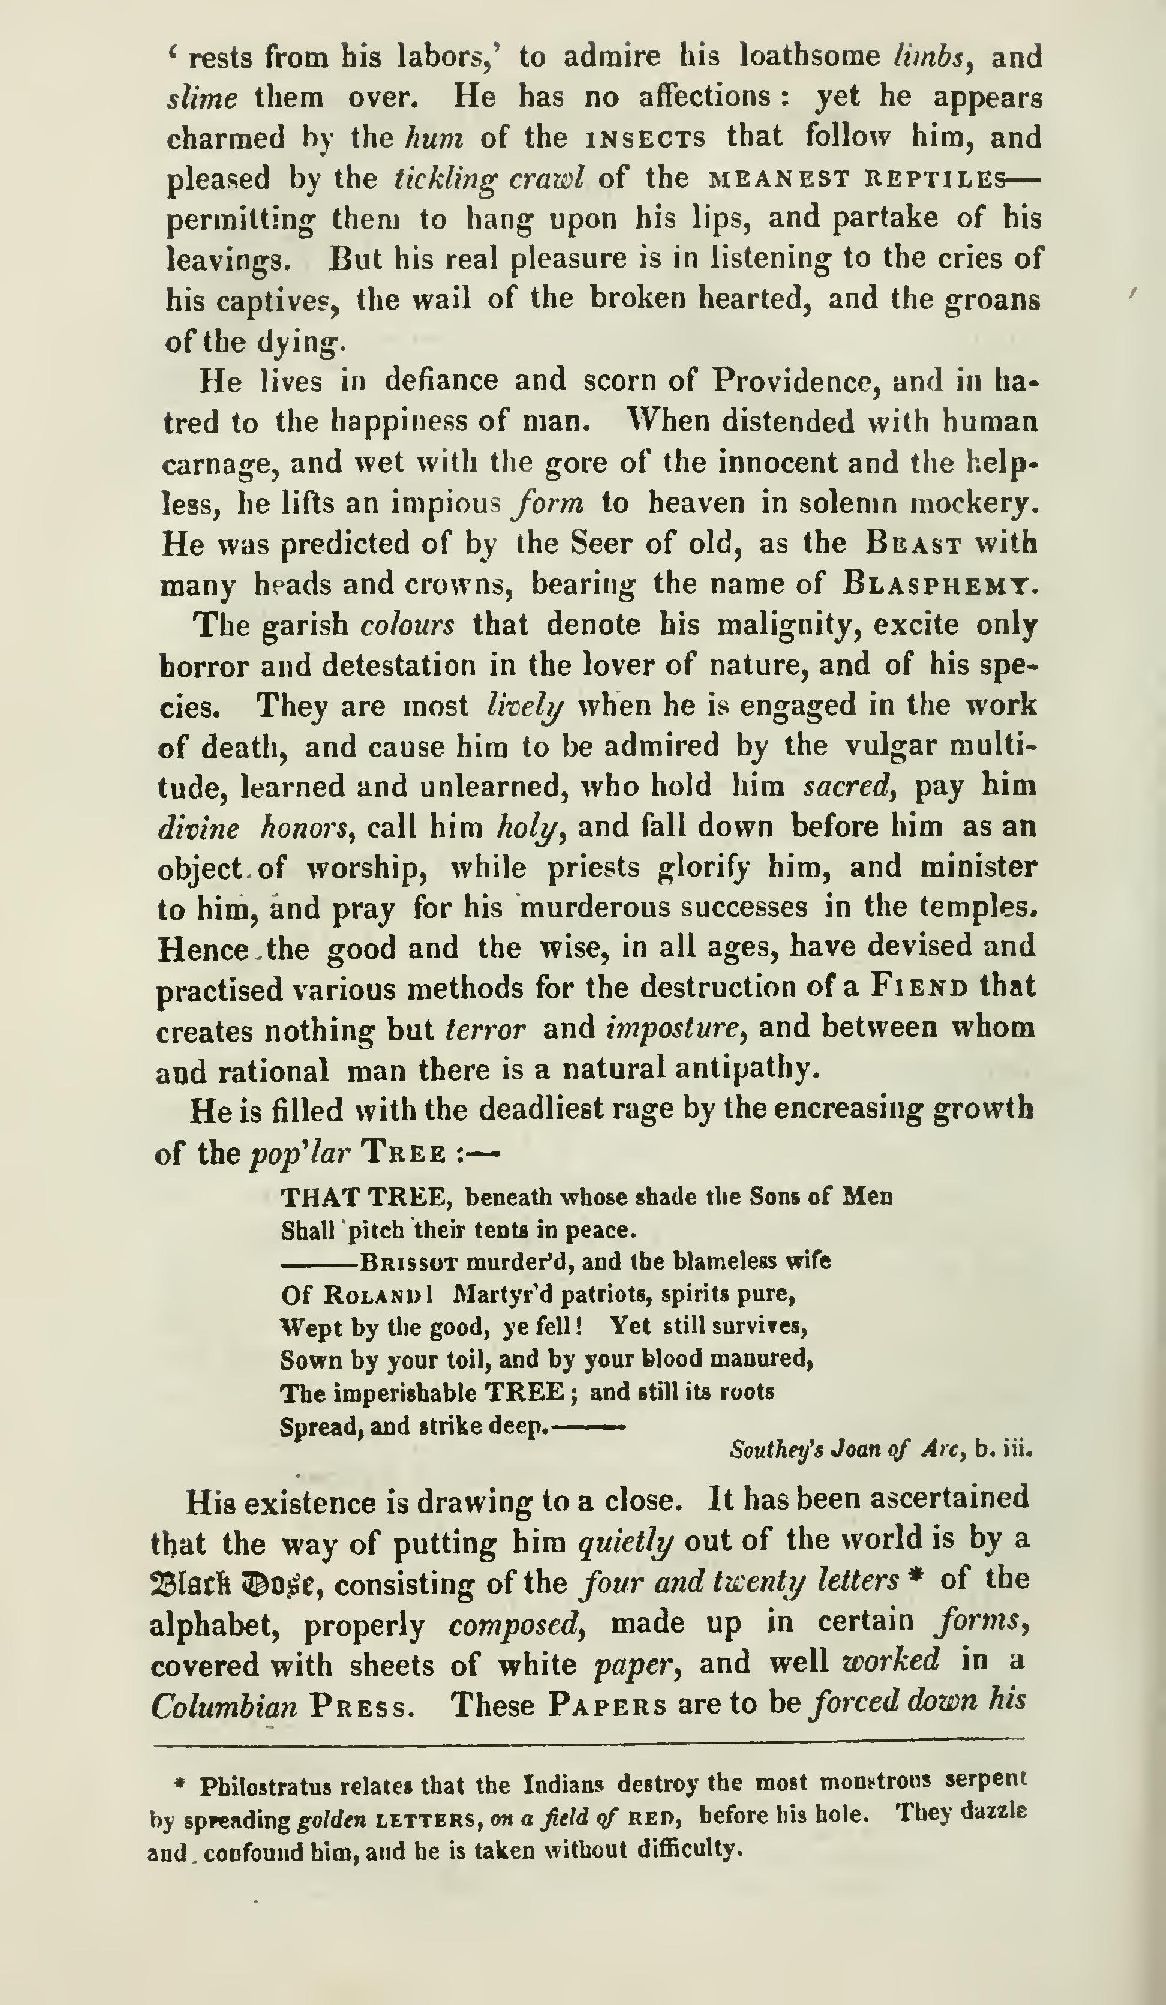 ‘ rests from his labors,’ to admire his loathsome limbs, and
slime them over. He has no affections : yet he appears
charmed by the hum of the INSECTS that follow him, and
pleased by the tickling crawl of the MEANEST REPTILES—
permitting them to hang upon his lips, and partake of his
leavings. But his real pleasure is in listening to the cries of
his captives, the wail of the broken hearted, and the groans
of the dying.
He lives in defiance and scorn of Providence, and in ha-
tred to the happiness of man. When distended with human
carnage, and wet with the gore of the innocent and the help-
less, he lifts an impious form to heaven in solemn mockery.
He was predicted of by the Seer of old, as the BEAST with
many heads and crowns, bearing the name of BLASPHEMY.
The garish colours that denote his malignity, excite only
horror and detestation in the lover of nature, and of his spe-
cies. They are most lively when he is engaged in the work
of death, and cause him to be admired by the vulgar multi-
tude, learned and unlearned, who hold him sacred, pay him
divine honors, call him holy, and fall down before him as an
object of worship, while priests glorify him, and minister
to him, and pray for his murderous successes in the temples.
Hence the good and the wise, in all ages, have devised and
practised various methods for the destruction of a FIEND that
creates nothing but terror and imposture, and between whom
and rational man there is a natural antipathy.
He is filled with the deadliest rage by the encreasing growth
of the pop'lar TREE :—
THAT TREE, beneath whose shade the Sons of Men
Shall pitch their tents in peace.
——BRISSOT murder'd, and the blameless wife
Of ROLAND! Martyr'd patriots, spirits pure,
Wept by the good, ye fell! Yet still survives,
Sown by your toil, and by your blood manured,
The imperishable TREE ; and still its roots
Spread, and strike deep.——
Southey's Joan of Arc, b. iii.
His existence is drawing to a close. It has been ascertained
that the way of putting him quietly out of the world is by a
Black Dose, consisting of the four and twenty letters * of the
alphabet, properly composed, made up in certain forms,
covered with sheets of white paper, and well worked in a
Columbian PRESS. These PAPERS are to be forced down his
* Philostratus relates that the Indians destroy the most monstrous serpent
by spreading golden LETTERS, on a field of RED, before his hole. They dazzle
and confound him, and he is taken without difficulty.